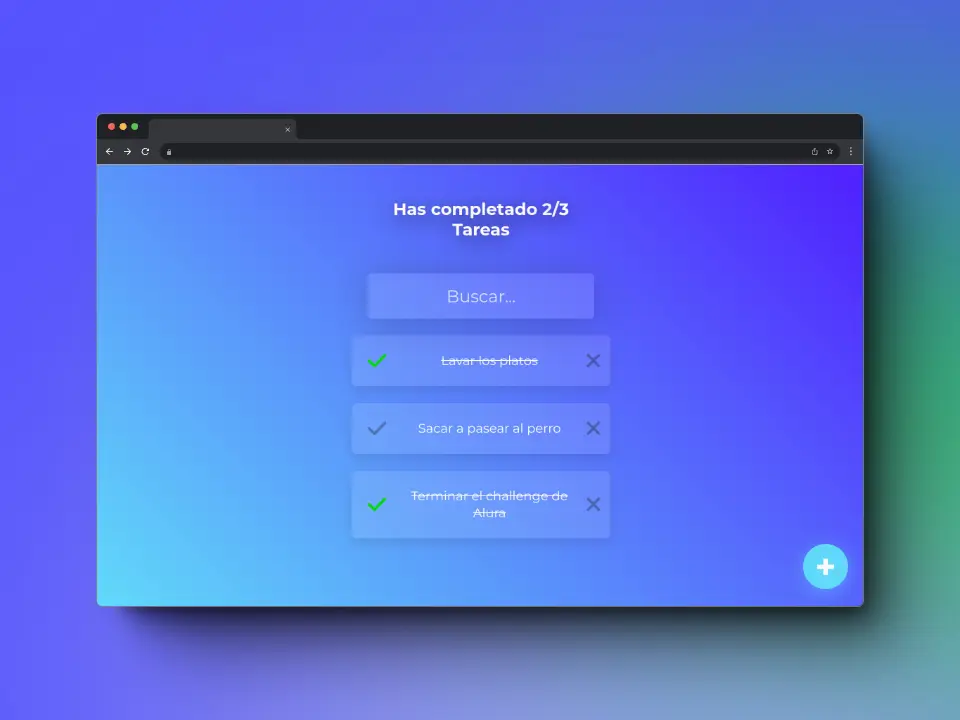 Has completado 2/3
Tareas
Buscar...
Lavar los platos
Sacar a pasear al perro
Terminar el challenge de
Alura